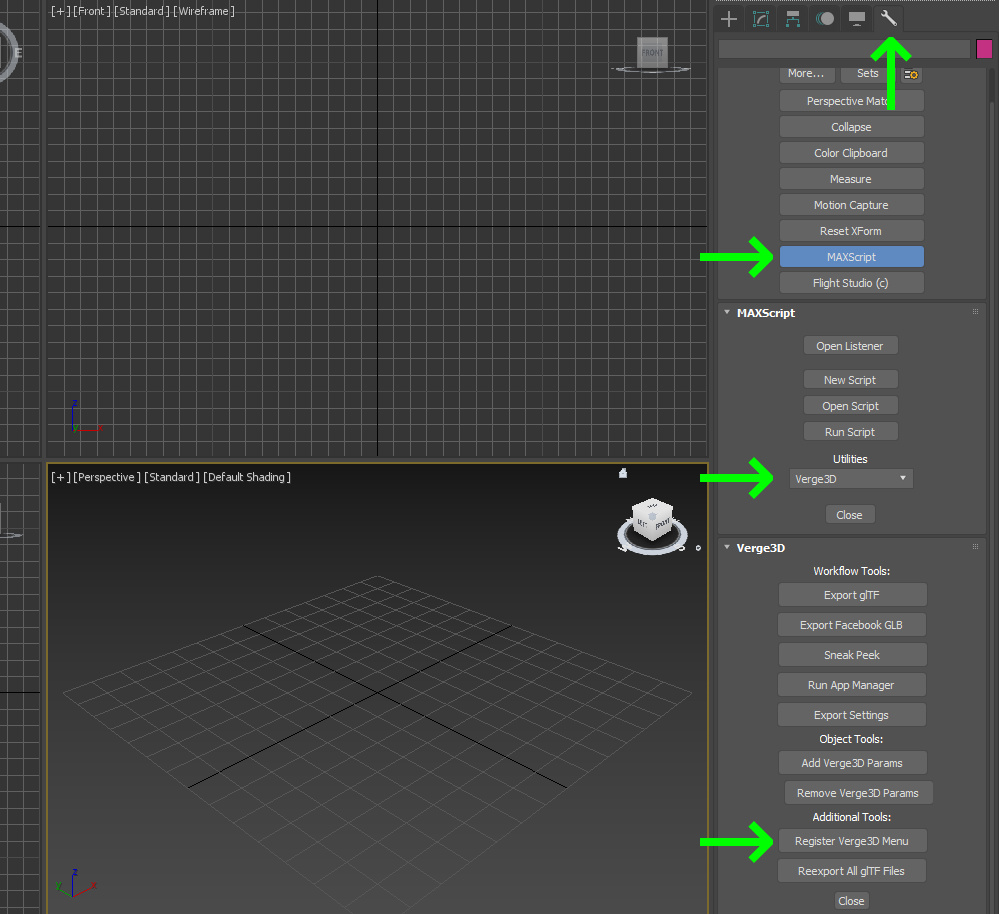 [+] [Front ] [Standard ] [Wireframe ]
E
FRONT
More...
Sets
Perspective Matc
Collapse
Color Clipboard
Measure
Motion Capture
Reset XForm
MAXScript
Flight Studio (c)
MAXScript
Open Listener
New Script
Open Script
Run Script
Utilities
Verge3D
Close
z
x
[+] [Perspective ] [Standard ] [Default Shading ]
LEFT
FRONT
z
y
x
Verge3D
Workflow Tools:
Export glTF
Export Facebook GLB
Sneak Peek
Run App Manager
Export Settings
Object Tools:
Add Verge3D Params
Remove Verge3D Params
Additional Tools:
Register Verge3D Menu
Reexport All glTF Files
Close